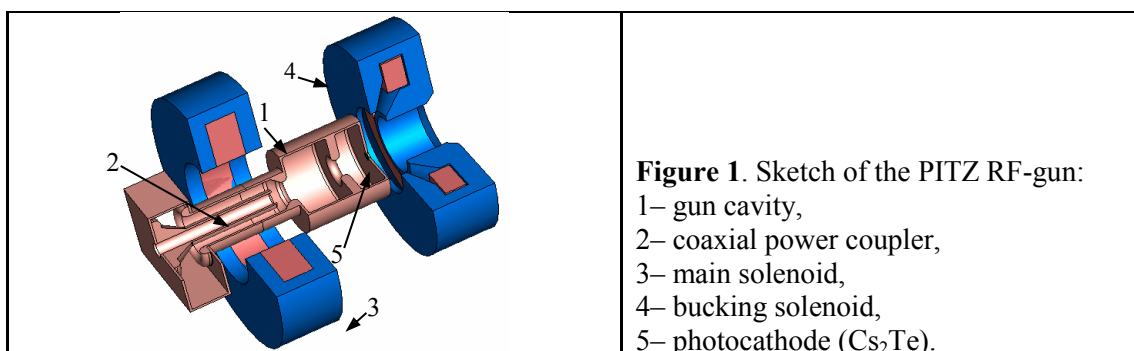 4
1
2
5
3
Figure 1. Sketch of the PITZ RF-gun:
1– gun cavity,
2– coaxial power coupler,
3– main solenoid,
4– bucking solenoid,
5– photocathode (Cs₂Te).